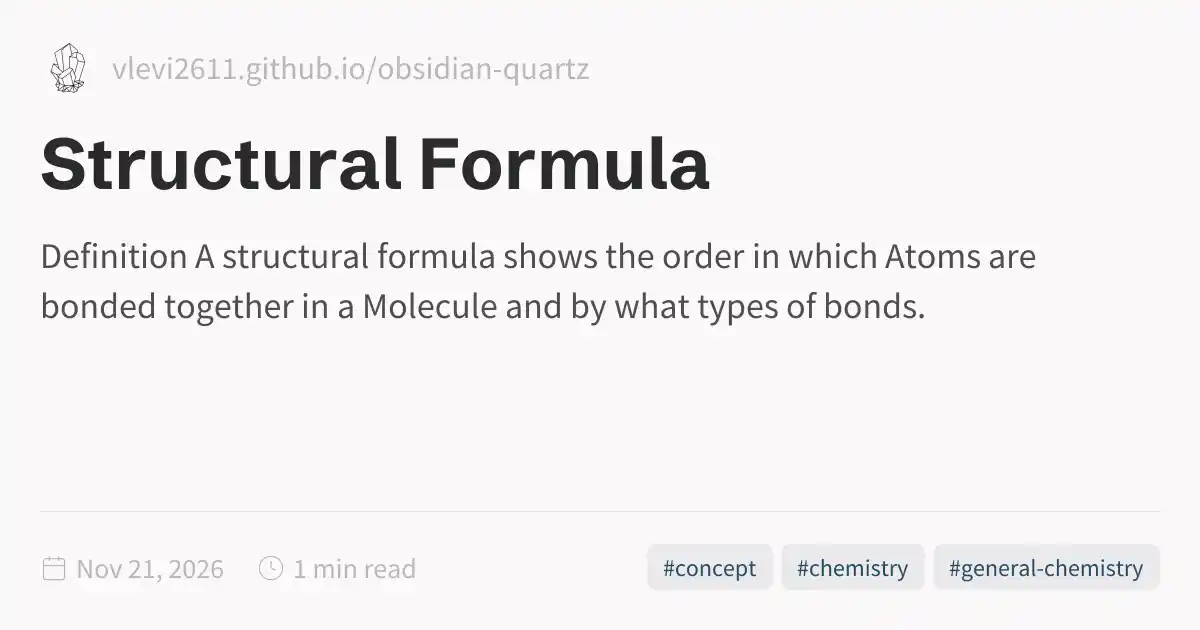 vlevi2611.github.io/obsidian-quartz
Structural Formula
Definition A structural formula shows the order in which Atoms are
bonded together in a Molecule and by what types of bonds.
Nov 21, 2026 1 min read #concept #chemistry #general-chemistry